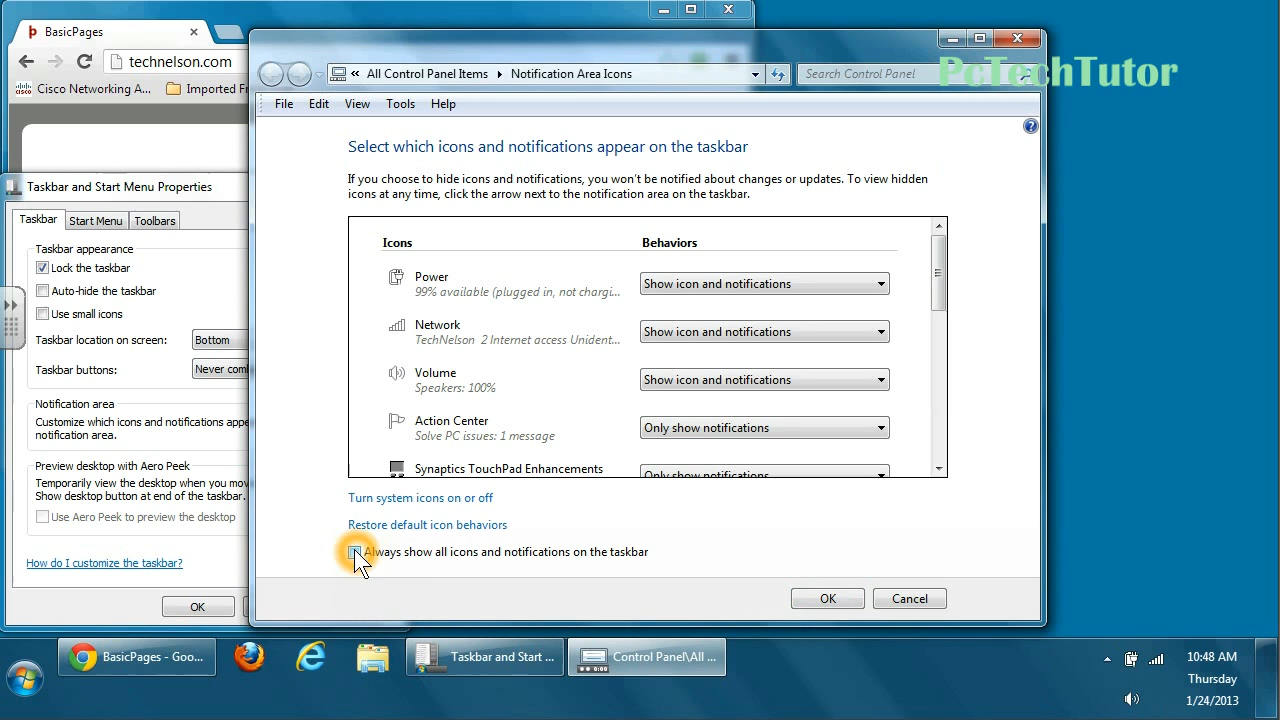 BasicPages
technelson.com
Cisco Networking A...
Imported Fr
PcTechTutor
All Control Panel Items
Notification Area Icons
Search Control Panel
File Edit View Tools Help
Select which icons and notifications appear on the taskbar
If you choose to hide icons and notifications, you won't be notified about changes or updates. To view hidden
icons at any time, click the arrow next to the notification area on the taskbar.
Icons Behaviors
Power Show icon and notifications
99% available (plugged in, not chargi...
Network Show icon and notifications
TechNelson 2 Internet access Unident...
Volume Show icon and notifications
Speakers: 100%
Action Center Only show notifications
Solve PC issues: 1 message
Synaptics TouchPad Enhancements Only show notifications
Turn system icons on or off
Restore default icon behaviors
Always show all icons and notifications on the taskbar
OK Cancel
Taskbar and Start Menu Properties
Taskbar Start Menu Toolbars
Taskbar appearance
Lock the taskbar
Auto-hide the taskbar
Use small icons
Taskbar location on screen: Bottom
Taskbar buttons: Never coml
Notification area
Customize which icons and notifications appe
notification area.
Preview desktop with Aero Peek
Temporarily view the desktop when you mov
Show desktop button at end of the taskbar.
Use Aero Peek to preview the desktop
How do I customize the taskbar?
OK
BasicPages - Goo...
Taskbar and Start ...
Control Panel\All ...
10:48 AM
Thursday
1/24/2013